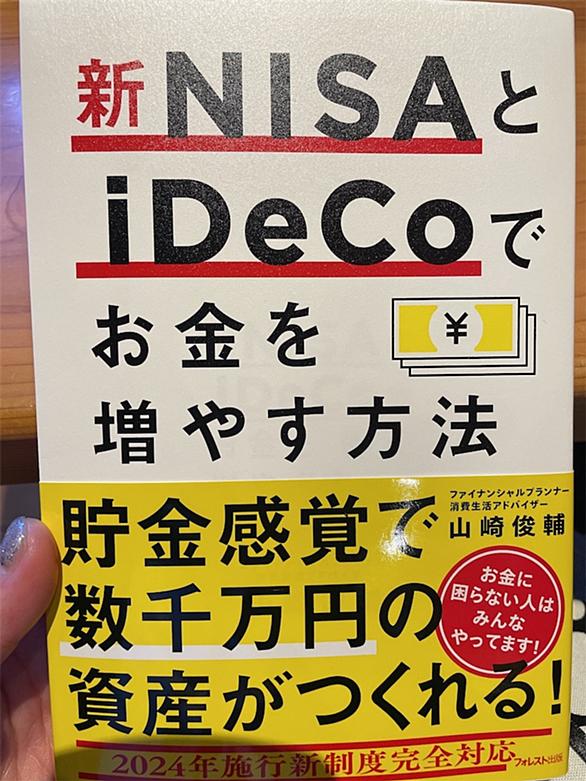 新NISAと
iDeCoで
お金を
¥
増やす方法
ファイナンシャルプランナー
消費生活アドバイザー
山崎俊輔
貯金感覚で
数千万円の
資産がつくれる!
お金に
困らない人は
みんな
やってます!
2024年施行新制度完全対応
フォレスト出版